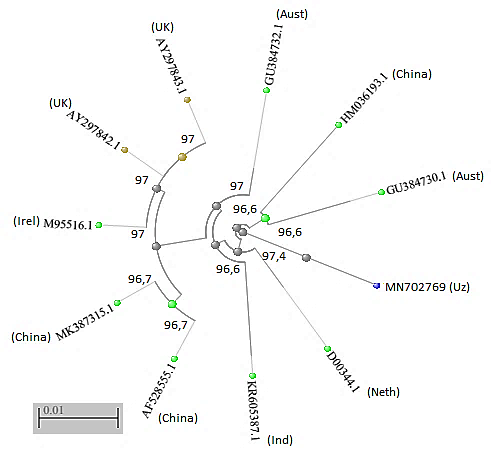 (Aust)
(UK)
GU384732.1
AY297843.1
(China)
HM036193.1
(UK)
AY297842.1
97
97
97
GU384730.1 (Aust)
96,6
(Irel) M95516.1
97
96,6
97,4
96,6
96,7
MN702769 (Uz)
MK387315.1
(China)
96,7
D00344.1
(Neth)
AF528555.1
(China)
KR605387.1
(Ind)
0.01